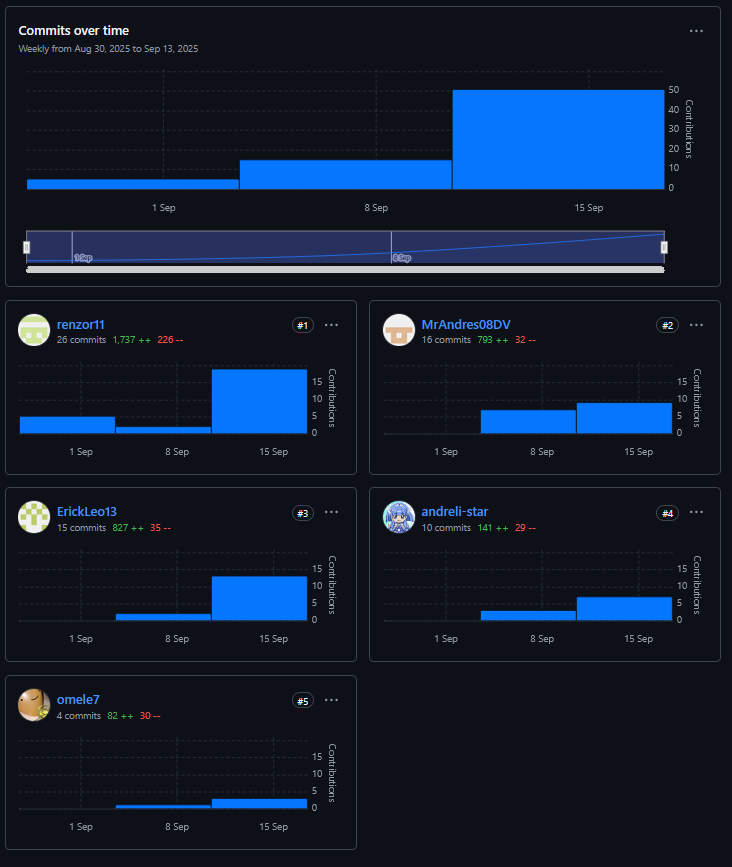 Commits over time
Weekly from Aug 30, 2025 to Sep 13, 2025
50
40
30
20
10
0
Contributions
1 Sep
8 Sep
15 Sep
renzor11
#1
26 commits 1,737 ++ 226 --
15
10
5
0
Contributions
1 Sep
8 Sep
15 Sep
MrAndres08DV
#2
16 commits 793 ++ 32 --
15
10
5
0
Contributions
1 Sep
8 Sep
15 Sep
ErickLeo13
#3
15 commits 827 ++ 35 --
15
10
5
0
Contributions
1 Sep
8 Sep
15 Sep
andreli-star
#4
10 commits 141 ++ 29 --
15
10
5
0
Contributions
1 Sep
8 Sep
15 Sep
omele7
#5
4 commits 82 ++ 30 --
15
10
5
0
Contributions
1 Sep
8 Sep
15 Sep